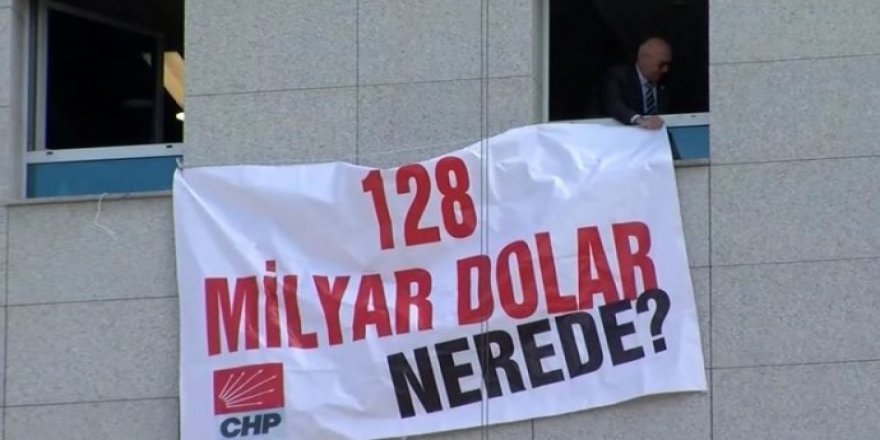 128
MİLYAR DOLAR
NEREDE?
CHP